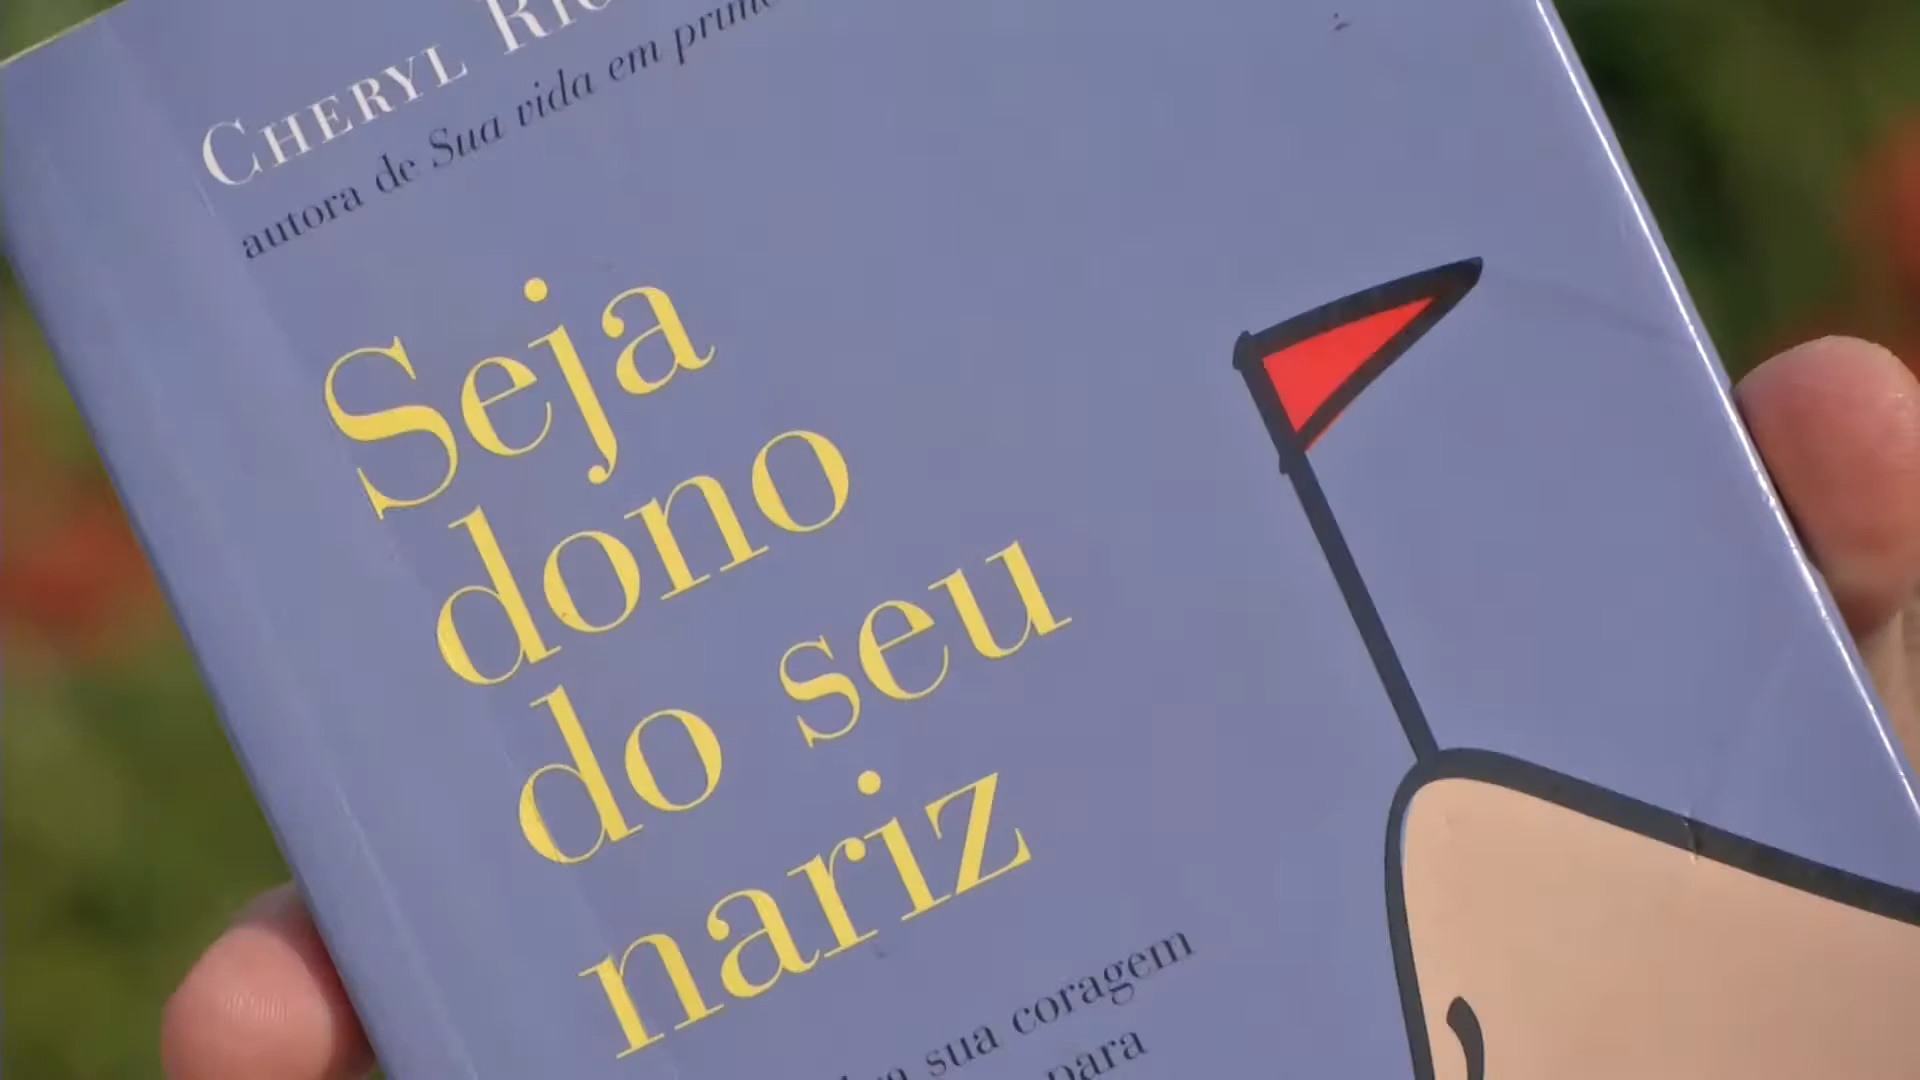 CHERYL
autora de Sua vida em
Seja
dono
do seu
nariz
sua coragem
para